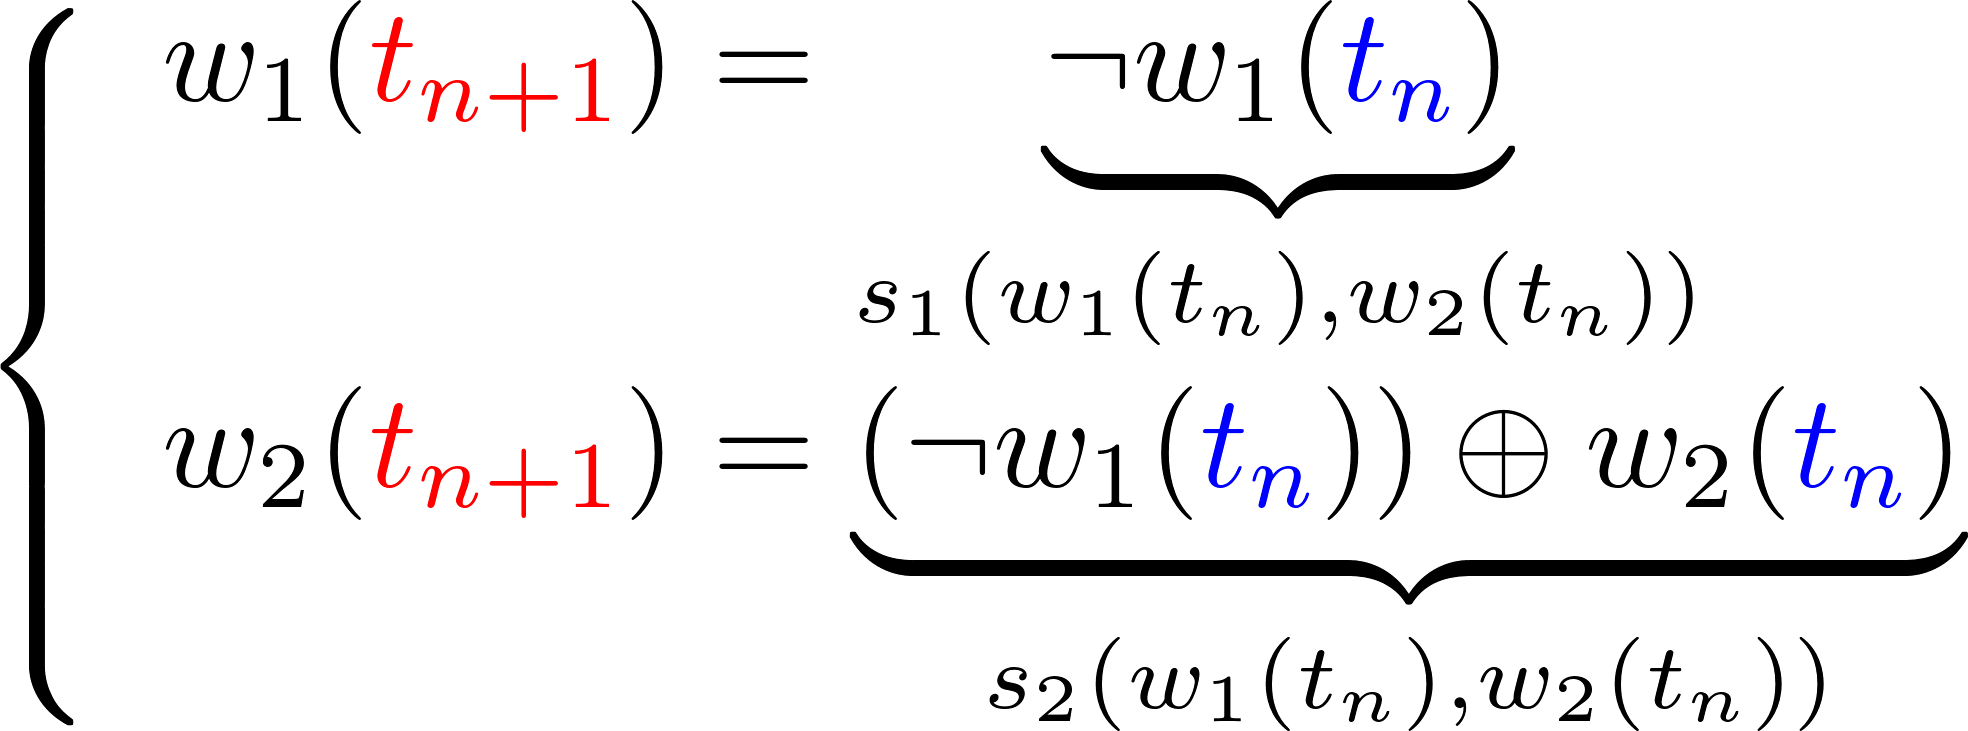 w₁(tₙ₊₁) = ¬w₁(tₙ)
s₁(w₁(tₙ),w₂(tₙ))
w₂(tₙ₊₁) = (¬w₁(tₙ)) ⊕ w₂(tₙ)
s₂(w₁(tₙ),w₂(tₙ))